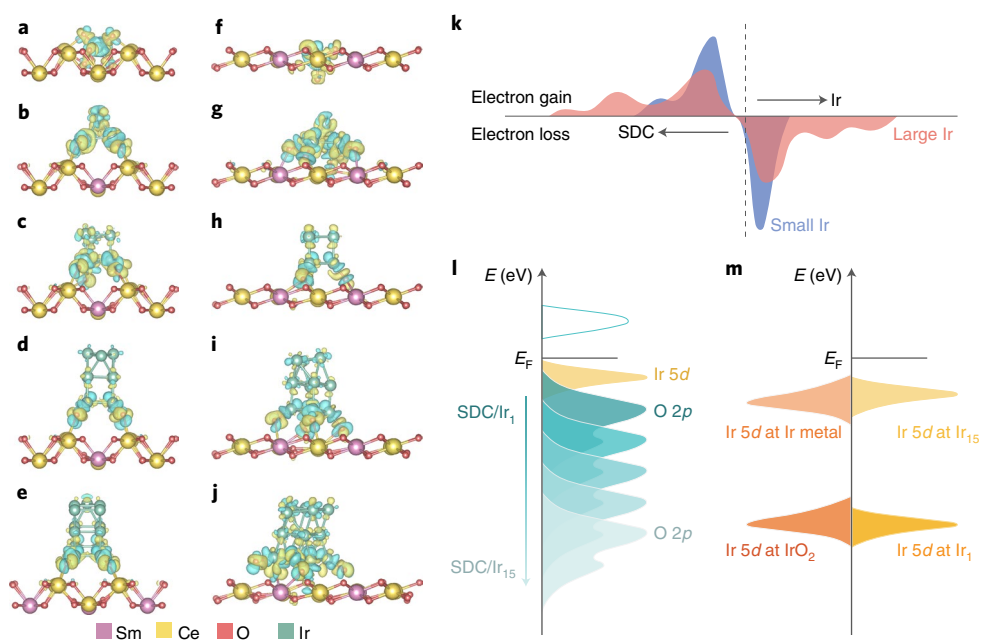 a
f
b
g
c
h
d
i
e
j
Sm Ce O Ir
k
Electron gain
Ir
Electron loss
SDC
Large Ir
Small Ir
l
E (eV)
E_F
Ir 5d
SDC/Ir₁
O 2p
O 2p
SDC/Ir₁₅
m
E (eV)
E_F
Ir 5d at Ir metal
Ir 5d at Ir₁₅
Ir 5d at IrO₂
Ir 5d at Ir₁